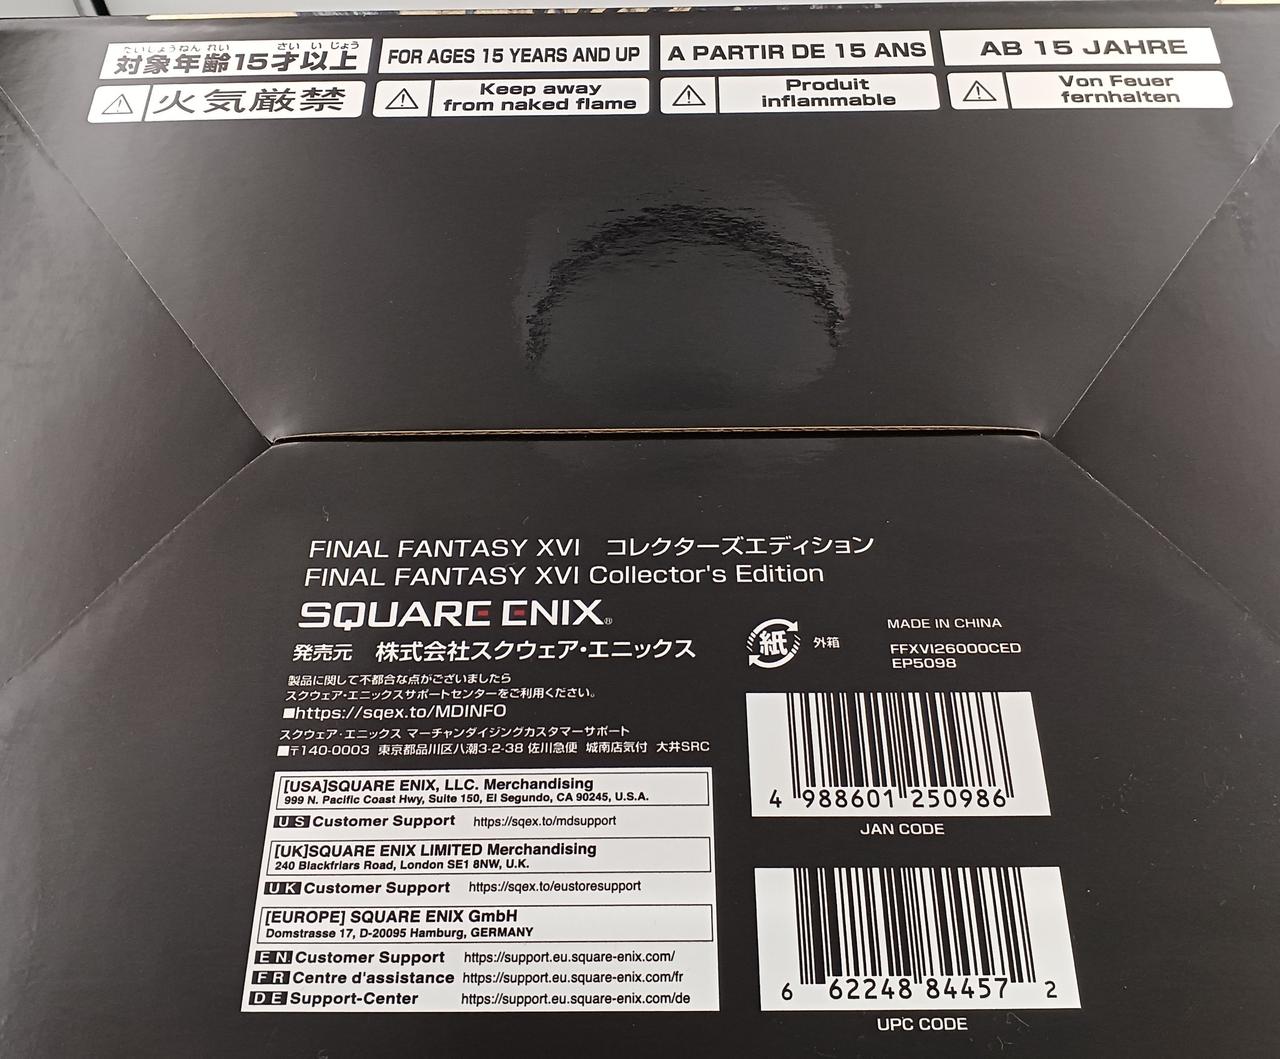 たいしょうねんれい さいいじょう
対象年齢15才以上
FOR AGES 15 YEARS AND UP
A PARTIR DE 15 ANS
AB 15 JAHRE
火気厳禁
Keep away
from naked flame
Produit
inflammable
Von Feuer
fernhalten
FINAL FANTASY XVI コレクターズエディション
FINAL FANTASY XVI Collector's Edition
SQUARE ENIX®
発売元 株式会社スクウェア・エニックス
製品に関して不都合な点がございましたら
スクウェア・エニックスサポートセンターをご利用ください。
■https://sqex.to/MDINFO
スクウェア・エニックス マーチャンダイジングカスタマーサポート
■〒140-0003 東京都品川区八潮3-2-38 佐川急便 城南店気付 大井SRC
紙 外箱
MADE IN CHINA
FFXVI26000CED
EP5098
[USA]SQUARE ENIX, LLC. Merchandising
999 N. Pacific Coast Hwy, Suite 150, El Segundo, CA 90245, U.S.A.
US Customer Support https://sqex.to/mdsupport
[UK]SQUARE ENIX LIMITED Merchandising
240 Blackfriars Road, London SE1 8NW, U.K.
UK Customer Support https://sqex.to/eustoresupport
[EUROPE] SQUARE ENIX GmbH
Domstrasse 17, D-20095 Hamburg, GERMANY
EN Customer Support https://support.eu.square-enix.com/
FR Centre d'assistance https://support.eu.square-enix.com/fr
DE Support-Center https://support.eu.square-enix.com/de
4 988601 250986
JAN CODE
6 62248 84457 2
UPC CODE